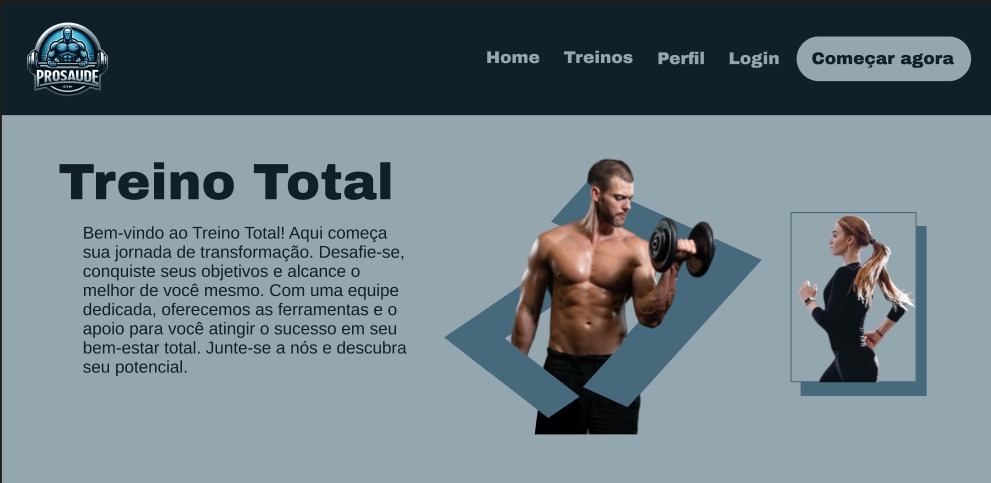 PROSAUDE
GYM
Home Treinos Perfil Login Começar agora
Treino Total
Bem-vindo ao Treino Total! Aqui começa
sua jornada de transformação. Desafie-se,
conquiste seus objetivos e alcance o
melhor de você mesmo. Com uma equipe
dedicada, oferecemos as ferramentas e o
apoio para você atingir o sucesso em seu
bem-estar total. Junte-se a nós e descubra
seu potencial.